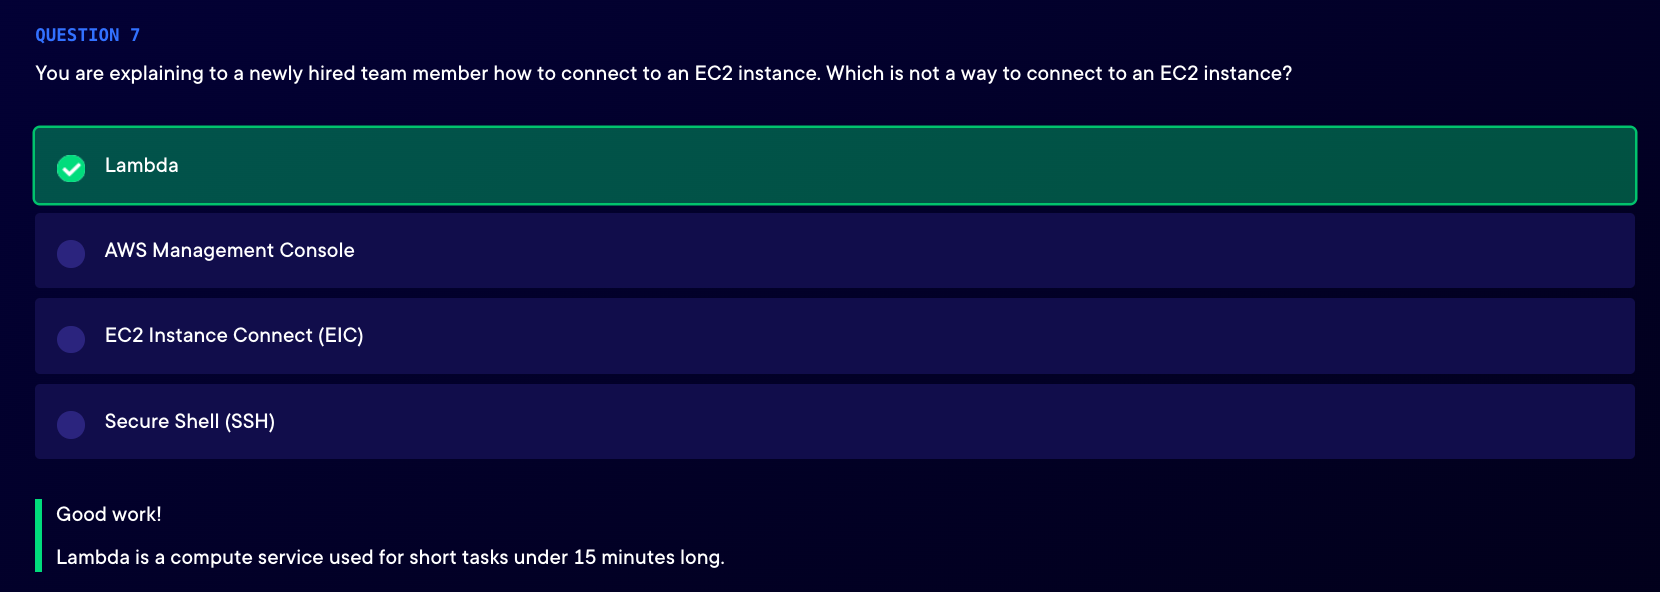 QUESTION 7
You are explaining to a newly hired team member how to connect to an EC2 instance. Which is not a way to connect to an EC2 instance?
Lambda
AWS Management Console
EC2 Instance Connect (EIC)
Secure Shell (SSH)
Good work!
Lambda is a compute service used for short tasks under 15 minutes long.